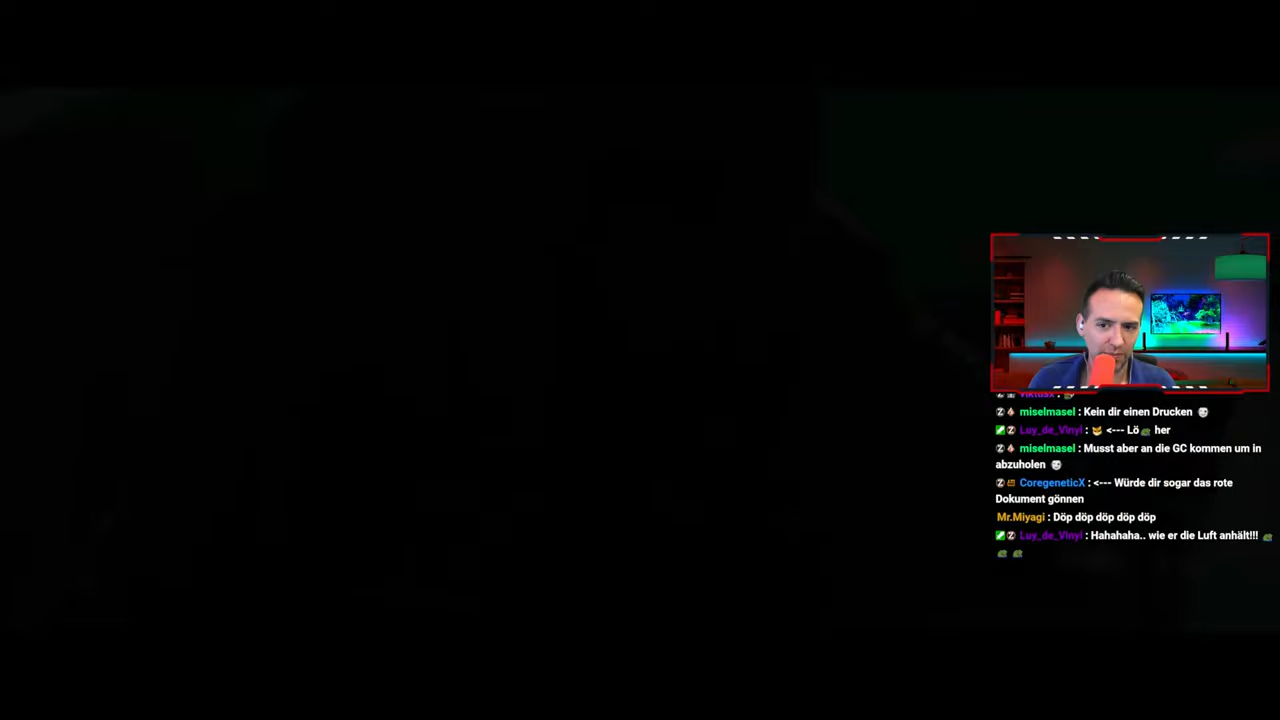 miselmasel : Kein dir einen Drucken
Luy_de_Vinyl : <--- Lö her
miselmasel : Musst aber an die GC kommen um in
abzuholen
CoregeneticX : <--- Würde dir sogar das rote
Dokument gönnen
Mr.Miyagi : Döp döp döp döp döp
Luy_de_Vinyl : Hahahaha.. wie er die Luft anhält!!!